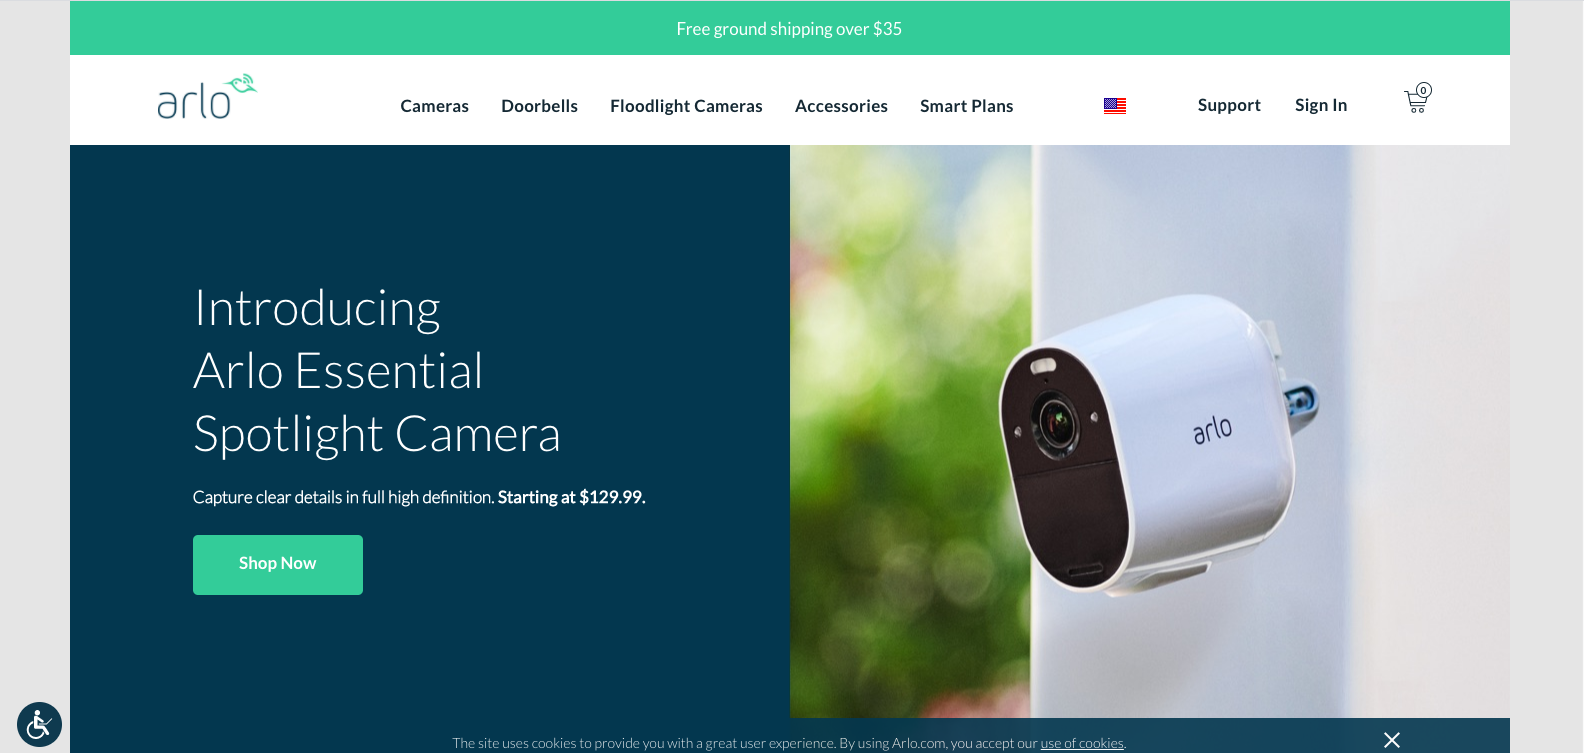 Free ground shipping over $35
arlo
Cameras Doorbells Floodlight Cameras Accessories Smart Plans Support Sign In 0
Introducing
Arlo Essential
Spotlight Camera
Capture clear details in full high definition. Starting at $129.99.
Shop Now
arlo
The site uses cookies to provide you with a great user experience. By using Arlo.com, you accept our use of cookies.